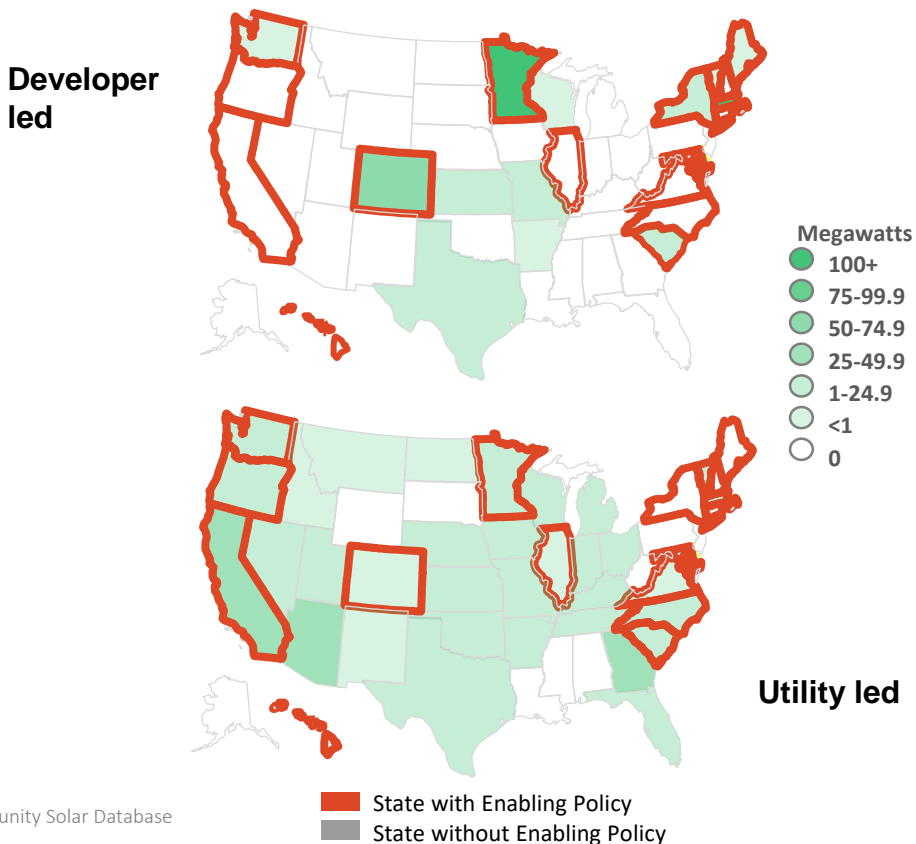 Developer
led
Megawatts
100+
75-99.9
50-74.9
25-49.9
1-24.9
<1
0
Utility led
State with Enabling Policy
unity Solar Database
State without Enabling Policy